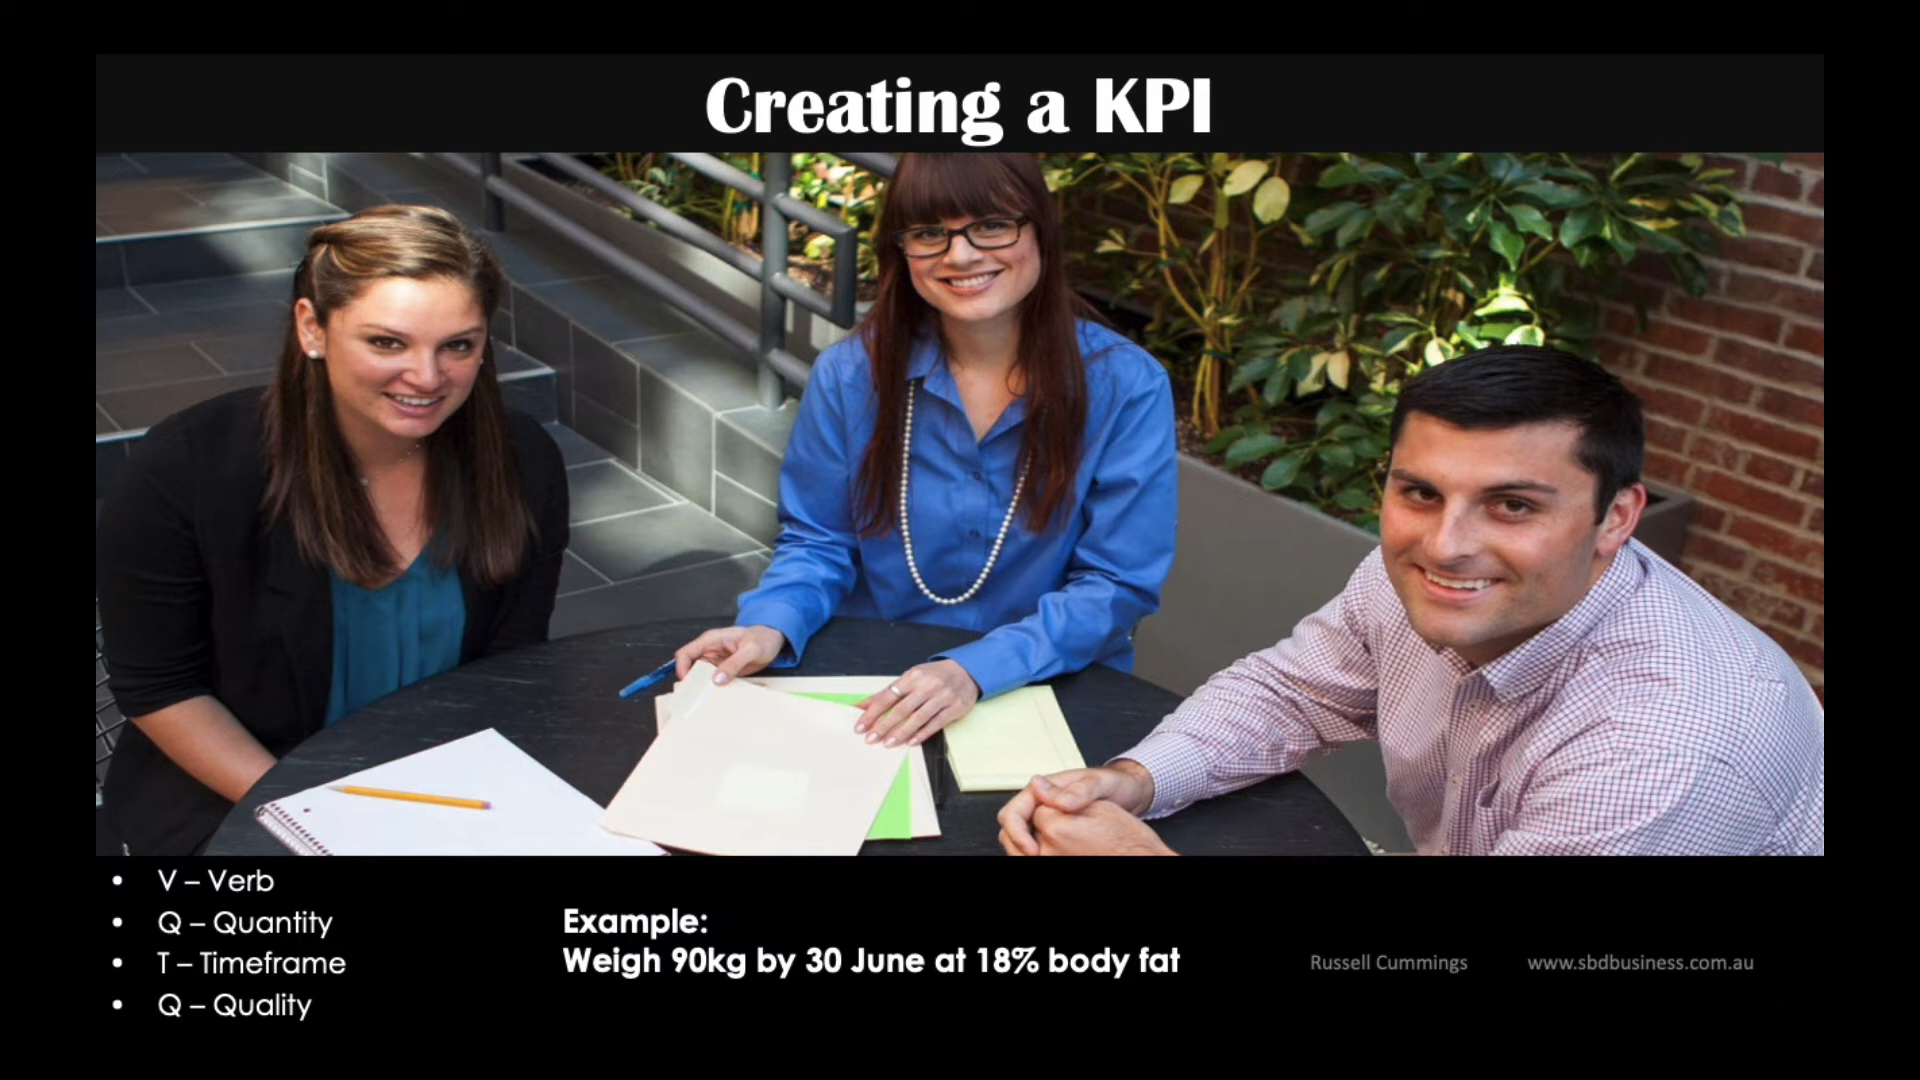 Creating a KPI
• V – Verb
• Q – Quantity
• T – Timeframe
• Q – Quality
Example:
Weigh 90kg by 30 June at 18% body fat
Russell Cummings www.sbdbusiness.com.au